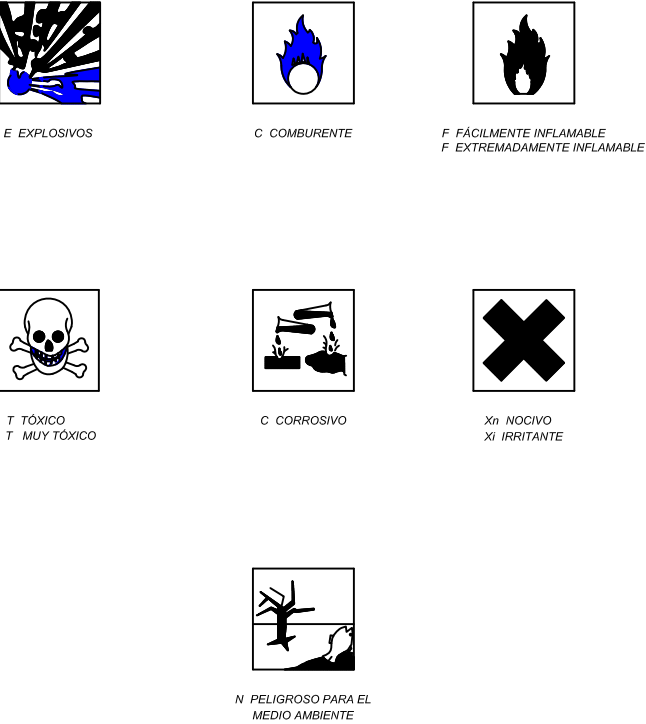 E EXPLOSIVOS
C COMBURENTE
F FÁCILMENTE INFLAMABLE
F EXTREMADAMENTE INFLAMABLE
T TÓXICO
T MUY TÓXICO
C CORROSIVO
Xn NOCIVO
Xi IRRITANTE
N PELIGROSO PARA EL
MEDIO AMBIENTE